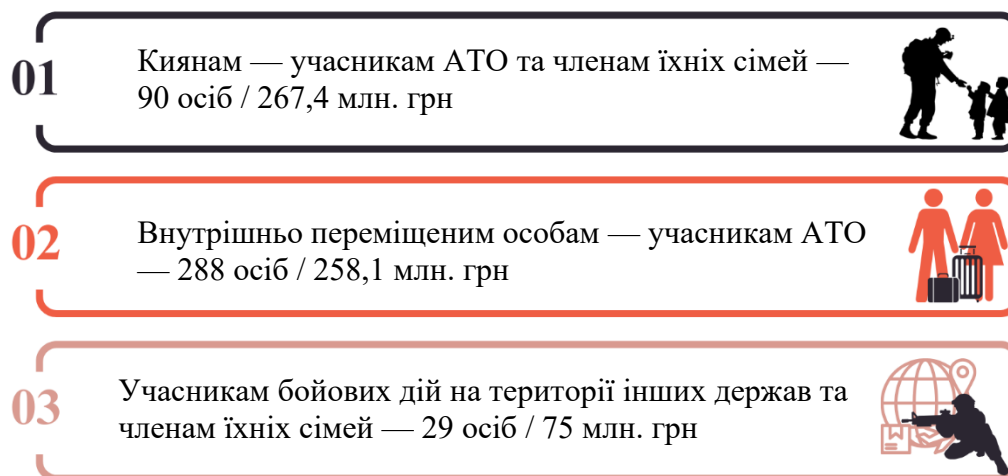 01
Киянам — учасникам АТО та членам їхніх сімей —
90 осіб / 267,4 млн. грн
02
Внутрішньо переміщеним особам — учасникам АТО
— 288 осіб / 258,1 млн. грн
03
Учасникам бойових дій на території інших держав та
членам їхніх сімей — 29 осіб / 75 млн. грн